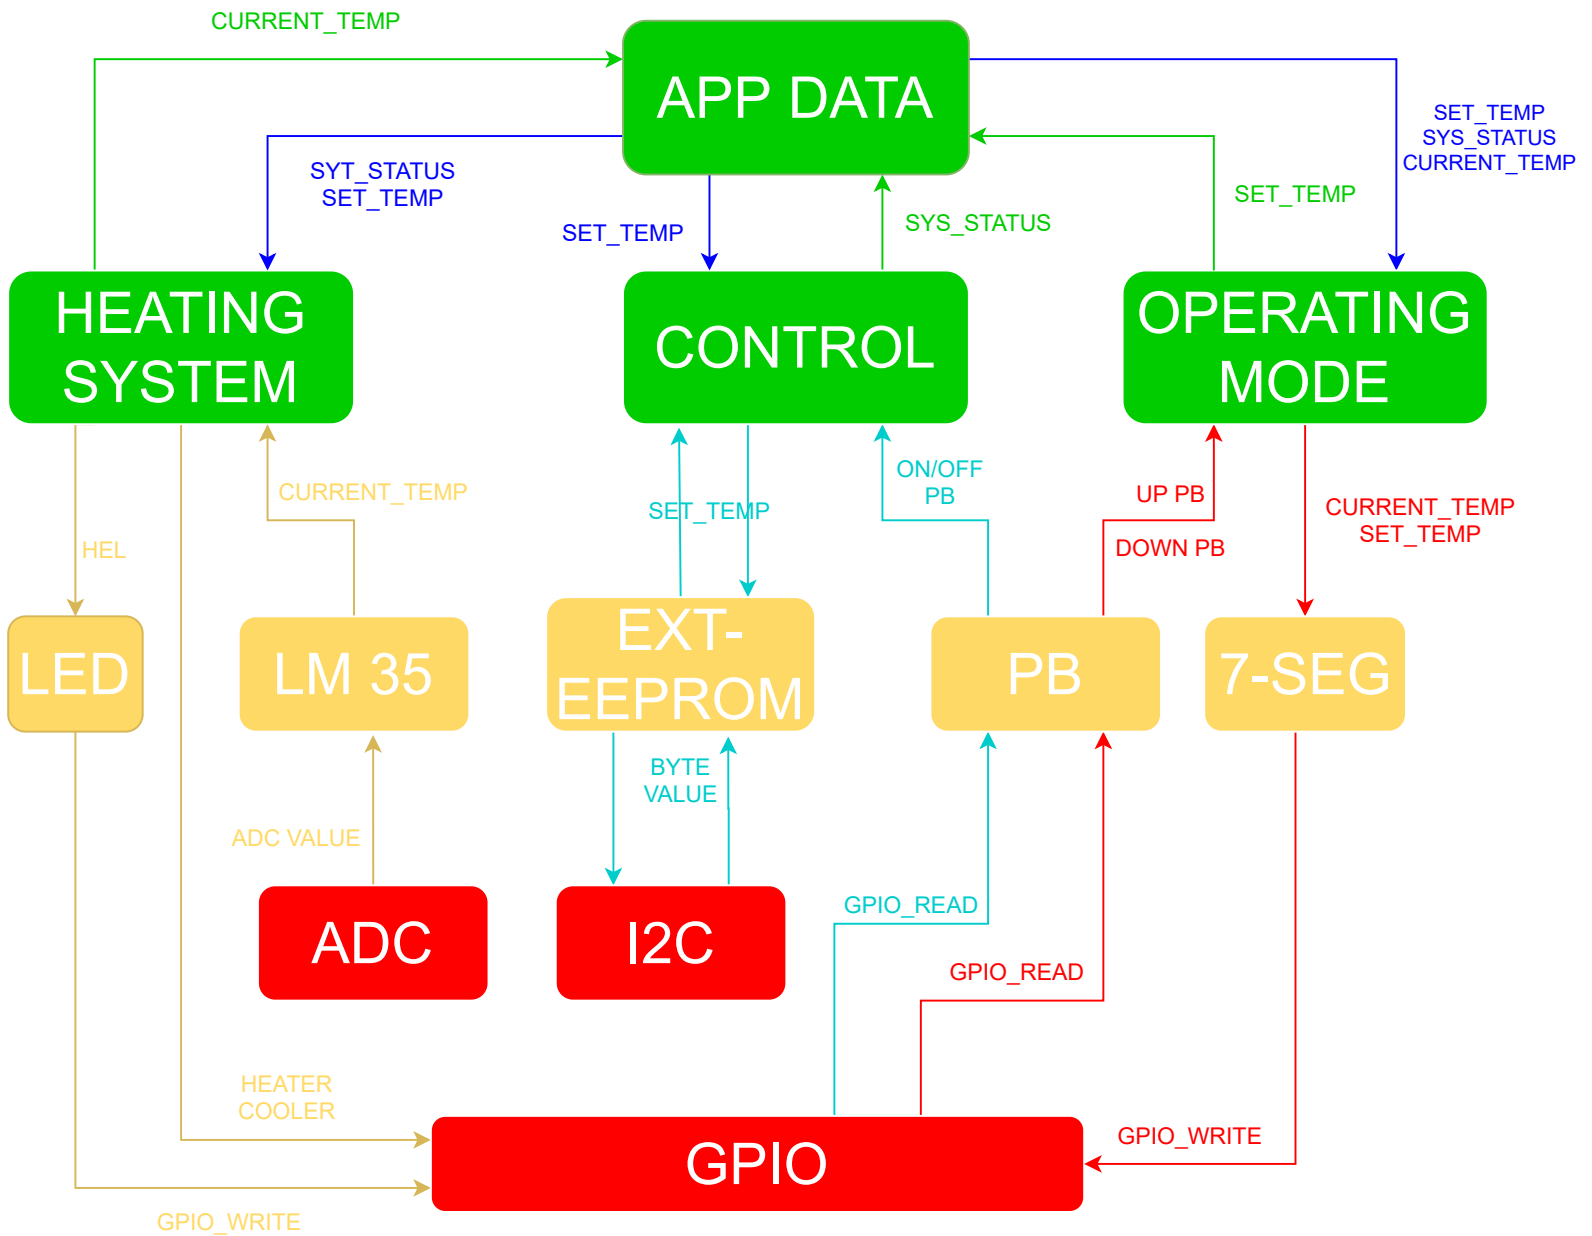 CURRENT_TEMP
APP DATA
SET_TEMP
SYS_STATUS
CURRENT_TEMP
SYT_STATUS
SET_TEMP
SET_TEMP
SYS_STATUS
SET_TEMP
HEATING
SYSTEM
CONTROL
OPERATING
MODE
CURRENT_TEMP
HEL
SET_TEMP
ON/OFF
PB
UP PB
DOWN PB
CURRENT_TEMP
SET_TEMP
LED
LM 35
EXT-
EEPROM
PB
7-SEG
ADC VALUE
BYTE
VALUE
GPIO_READ
ADC
I2C
GPIO_READ
HEATER
COOLER
GPIO
GPIO_WRITE
GPIO_WRITE